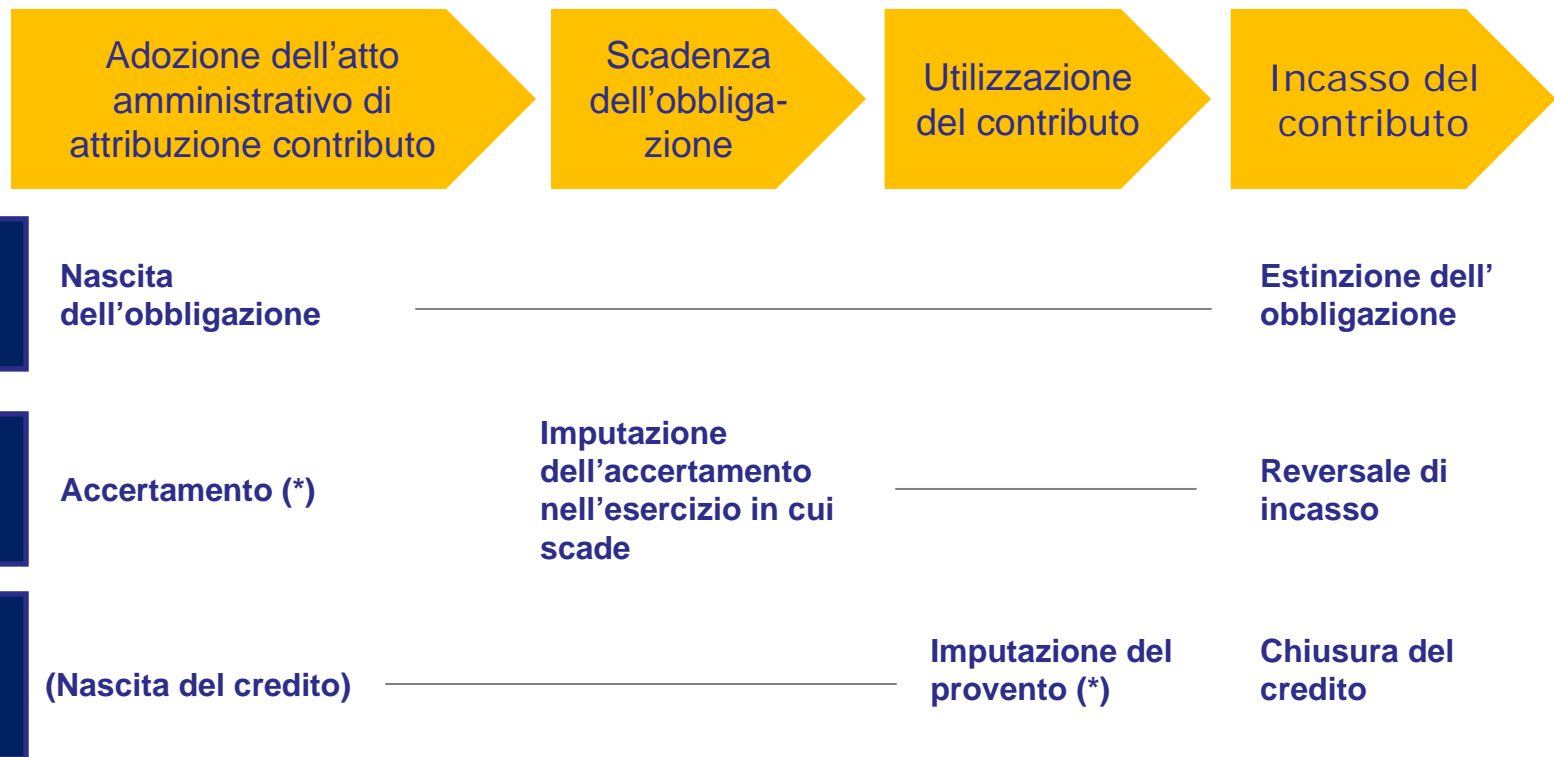 Adozione dell’atto
amministrativo di
attribuzione contributo
Scadenza
dell’obbliga-
zione
Utilizzazione
del contributo
Incasso del
contributo
Nascita
dell’obbligazione
Estinzione dell’
obbligazione
Accertamento (*)
Imputazione
dell’accertamento
nell’esercizio in cui
scade
Reversale di
incasso
(Nascita del credito)
Imputazione del
provento (*)
Chiusura del
credito